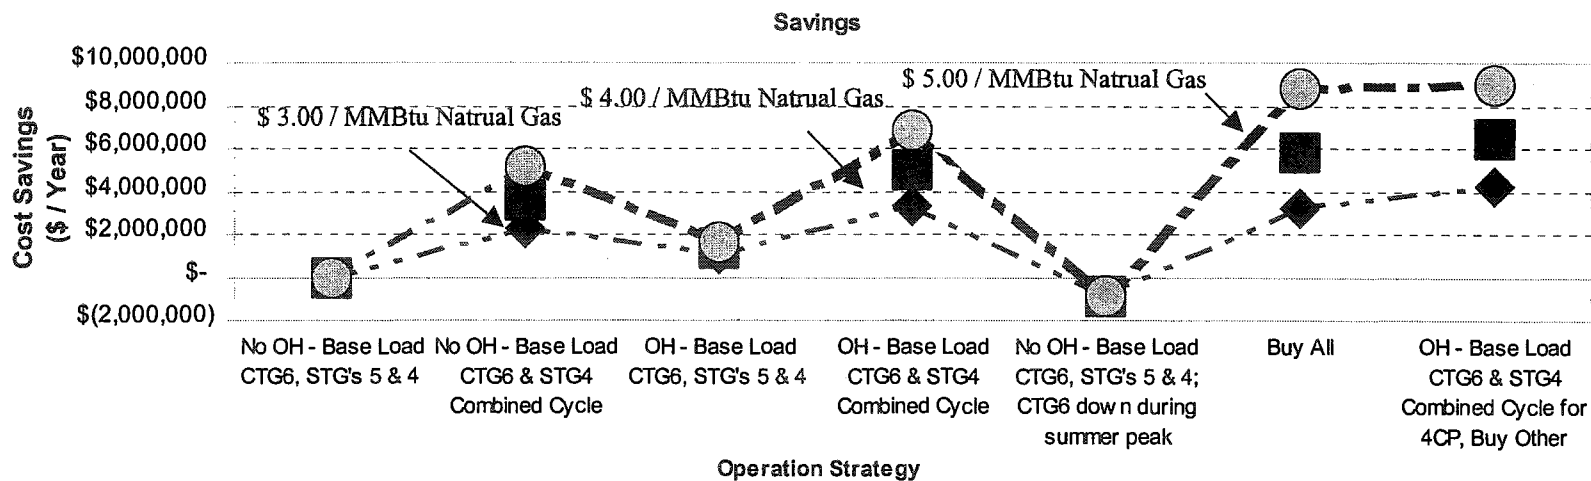 Savings
$10,000,000
$8,000,000
$6,000,000
$4,000,000
$2,000,000
$-
$(2,000,000)
Cost Savings
($ / Year)
$ 3.00 / MMBtu Natrual Gas
$ 4.00 / MMBtu Natrual Gas
$ 5.00 / MMBtu Natrual Gas
No OH - Base Load
CTG6, STG's 5 & 4
No OH - Base Load
CTG6 & STG4
Combined Cycle
OH - Base Load
CTG6, STG's 5 & 4
OH - Base Load
CTG6 & STG4
Combined Cycle
No OH - Base Load
CTG6, STG's 5 & 4;
CTG6 down during
summer peak
Buy All
OH - Base Load
CTG6 & STG4
Combined Cycle for
4CP, Buy Other
Operation Strategy